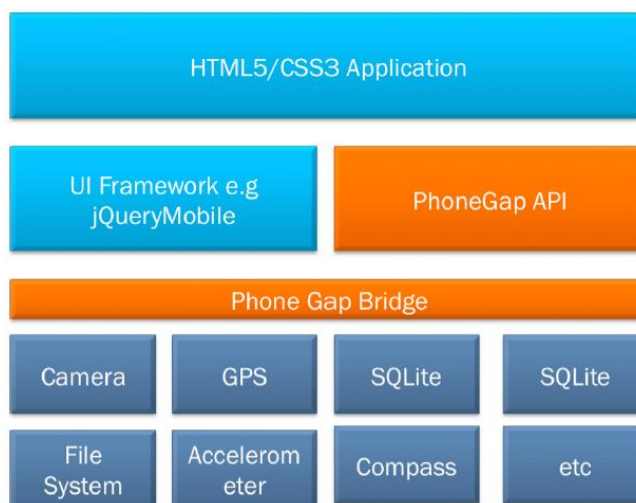 HTML5/CSS3 Application
UI Framework e.g
jQueryMobile
PhoneGap API
Phone Gap Bridge
Camera
GPS
SQLite
SQLite
File
System
Accelerom
eter
Compass
etc